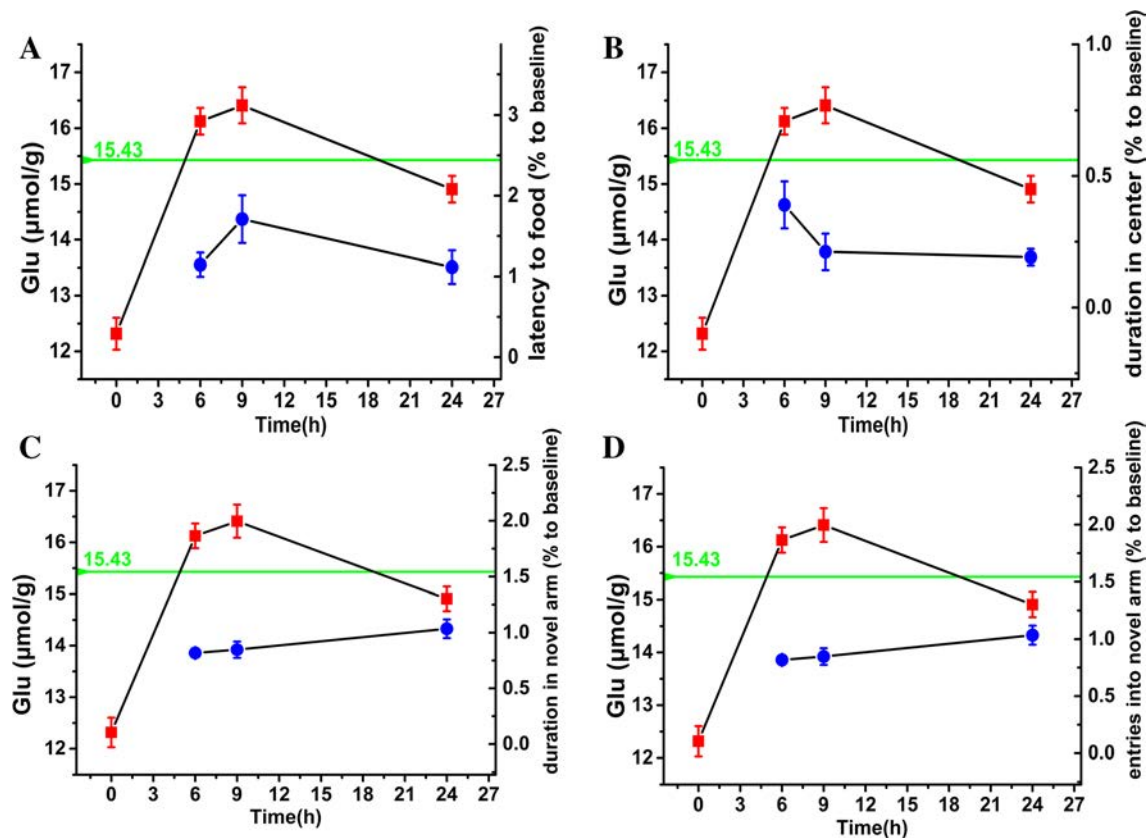 A
17
16
15
14
13
12
Glu (µmol/g)
15.43
3
2
1
0
latency to food (% to baseline)
0 3 6 9 12 15 18 21 24 27
Time(h)
B
17
16
15
14
13
12
Glu (µmol/g)
15.43
1.0
0.5
0.0
duration in center (% to baseline)
0 3 6 9 12 15 18 21 24 27
Time(h)
C
17
16
15
14
13
12
Glu (µmol/g)
15.43
2.5
2.0
1.5
1.0
0.5
0.0
duration in novel arm (% to baseline)
0 3 6 9 12 15 18 21 24 27
Time(h)
D
17
16
15
14
13
12
Glu (µmol/g)
15.43
2.5
2.0
1.5
1.0
0.5
0.0
entries into novel arm (% to baseline)
0 3 6 9 12 15 18 21 24 27
Time(h)